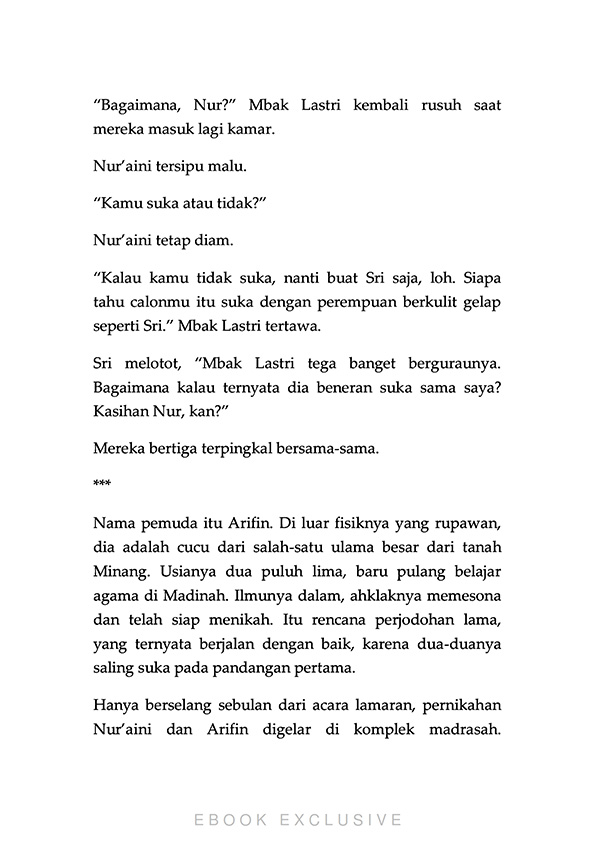 “Bagaimana, Nur?” Mbak Lastri kembali rusuh saat
mereka masuk lagi kamar.
Nur’aini tersipu malu.
“Kamu suka atau tidak?”
Nur’aini tetap diam.
“Kalau kamu tidak suka, nanti buat Sri saja, loh. Siapa
tahu calonmu itu suka dengan perempuan berkulit gelap
seperti Sri.” Mbak Lastri tertawa.
Sri melotot, “Mbak Lastri tega banget berguraunya.
Bagaimana kalau ternyata dia beneran suka sama saya?
Kasihan Nur, kan?”
Mereka bertiga terpingkal bersama-sama.
***
Nama pemuda itu Arifin. Di luar fisiknya yang rupawan,
dia adalah cucu dari salah-satu ulama besar dari tanah
Minang. Usianya dua puluh lima, baru pulang belajar
agama di Madinah. Ilmunya dalam, ahklaknya memesona
dan telah siap menikah. Itu rencana perjodohan lama,
yang ternyata berjalan dengan baik, karena dua-duanya
saling suka pada pandangan pertama.
Hanya berselang sebulan dari acara lamaran, pernikahan
Nur’aini dan Arifin digelar di komplek madrasah.
EBOOK EXCLUSIVE